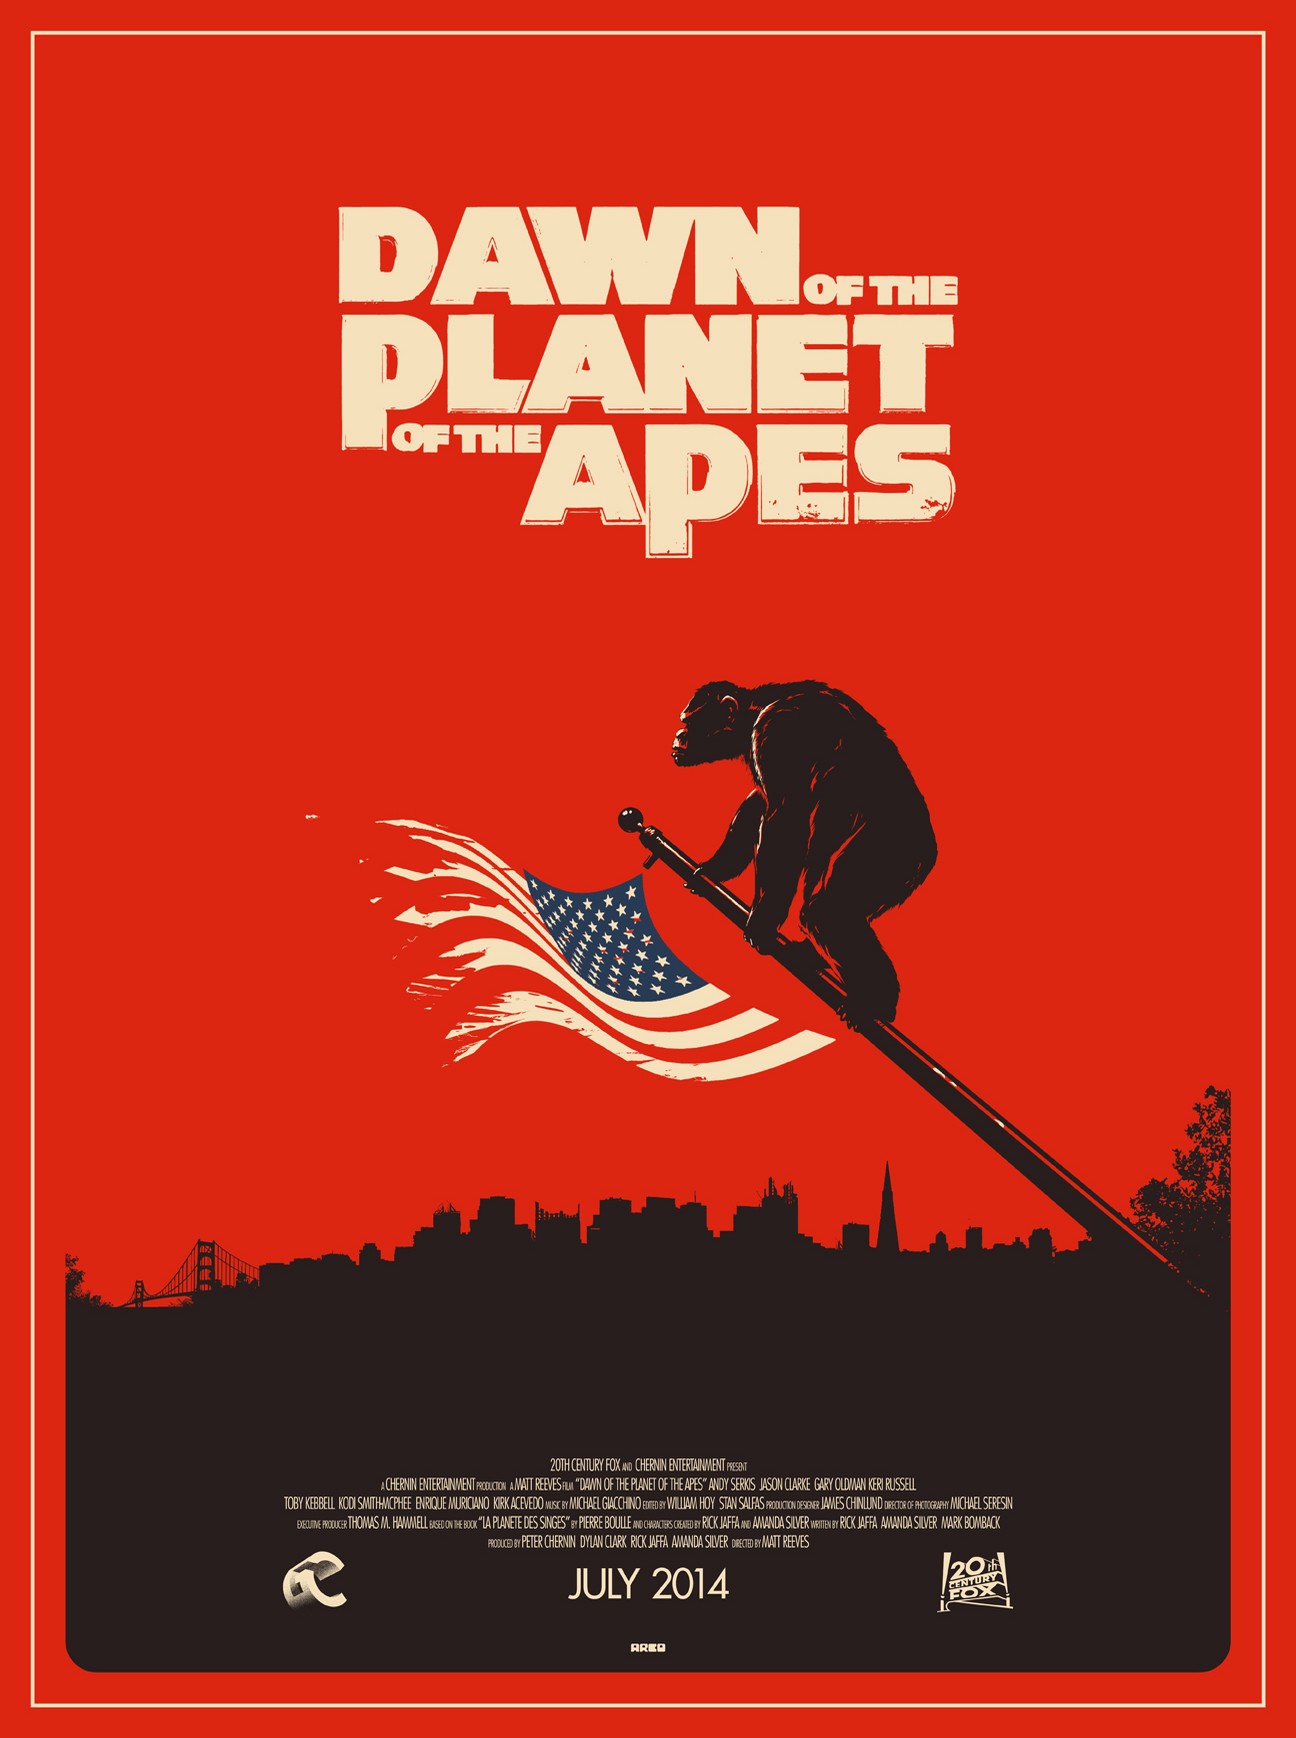 DAWN OF THE
PLANET
OF THE APES
20TH CENTURY FOX AND CHERNIN ENTERTAINMENT PRESENT
A CHERNIN ENTERTAINMENT PRODUCTION A MATT REEVES FILM "DAWN OF THE PLANET OF THE APES" ANDY SERKIS JASON CLARKE GARY OLDMAN KERI RUSSELL
TOBY KEBBELL KODI SMITH-MCPHEE ENRIQUE MURICIANO KIRK ACEVEDO MUSIC BY MICHAEL GIACCHINO EDITED BY WILLIAM HOY STAN SALFAS PRODUCTION DESIGNER JAMES CHINLUND DIRECTOR OF PHOTOGRAPHY MICHAEL SERESIN
EXECUTIVE PRODUCER THOMAS M. HAMMELL BASED ON THE BOOK "LA PLANETE DES SINGES" BY PIERRE BOULLE AND CHARACTERS CREATED BY RICK JAFFA AND AMANDA SILVER WRITTEN BY RICK JAFFA AMANDA SILVER MARK BOMBACK
PRODUCED BY PETER CHERNIN DYLAN CLARK RICK JAFFA AMANDA SILVER DIRECTED BY MATT REEVES
JULY 2014
20TH
CENTURY
FOX